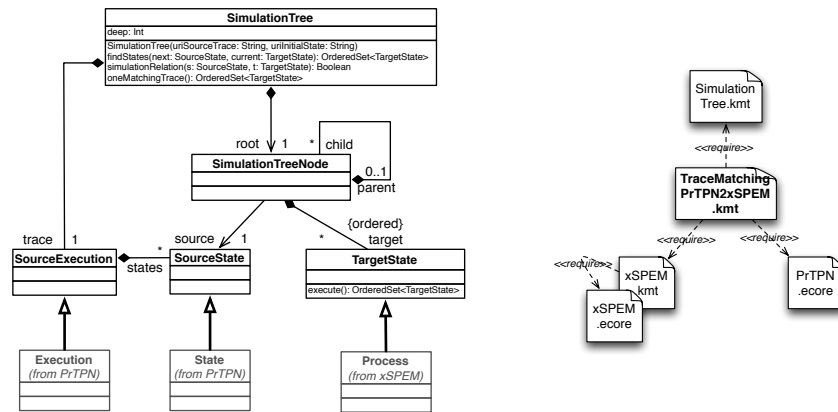 SimulationTree
deep: Int
SimulationTree(uriSourceTrace: String, uriInitialState: String)
findStates(next: SourceState, current: TargetState): OrderedSet<TargetState>
simulationRelation(s: SourceState, t: TargetState): Boolean
oneMatchingTrace(): OrderedSet<TargetState>
root 1
* child
SimulationTreeNode
0..1
parent
{ordered}
trace 1
source 1
* target
SourceExecution
states *
SourceState
TargetState
execute(): OrderedSet<TargetState>
Execution
(from PrTPN)
State
(from PrTPN)
Process
(from xSPEM)
Simulation
Tree.kmt
<<require>>
TraceMatching
PrTPN2xSPEM
.kmt
<<require>>
<<require>>
<<require>>
xSPEM
.kmt
PrTPN
.ecore
xSPEM
.ecore